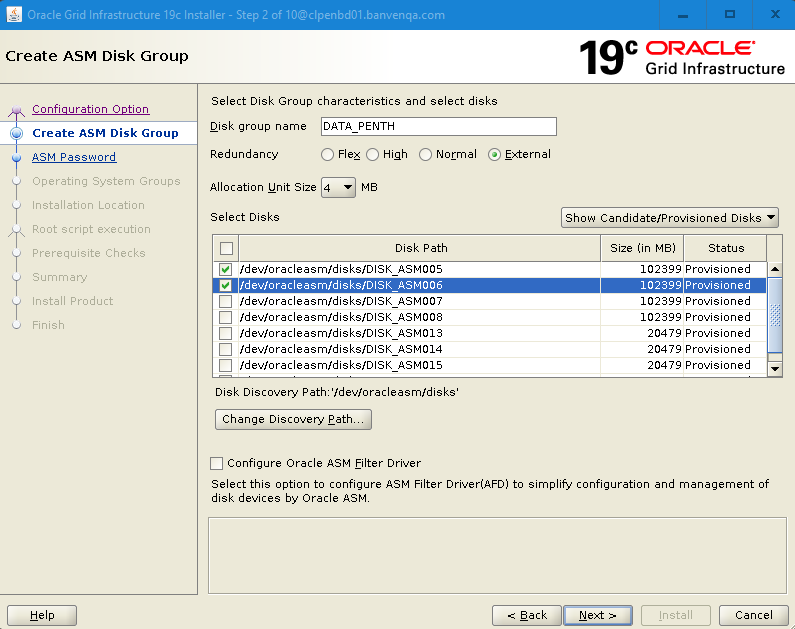 Oracle Grid Infrastructure 19c Installer - Step 2 of 10@clpenbd01.banvenqa.com
Create ASM Disk Group
19c ORACLE
Grid Infrastructure
Configuration Option
Create ASM Disk Group
ASM Password
Operating System Groups
Installation Location
Root script execution
Prerequisite Checks
Summary
Install Product
Finish
Select Disk Group characteristics and select disks
Disk group name DATA_PENTH
Redundancy Flex High Normal External
Allocation Unit Size 4 MB
Select Disks Show Candidate/Provisioned Disks
Disk Path Size (in MB) Status
/dev/oracleasm/disks/DISK_ASM005 102399 Provisioned
/dev/oracleasm/disks/DISK_ASM006 102399 Provisioned
/dev/oracleasm/disks/DISK_ASM007 102399 Provisioned
/dev/oracleasm/disks/DISK_ASM008 102399 Provisioned
/dev/oracleasm/disks/DISK_ASM013 20479 Provisioned
/dev/oracleasm/disks/DISK_ASM014 20479 Provisioned
/dev/oracleasm/disks/DISK_ASM015 20479 Provisioned
Disk Discovery Path:'/dev/oracleasm/disks'
Change Discovery Path...
Configure Oracle ASM Filter Driver
Select this option to configure ASM Filter Driver(AFD) to simplify configuration and management of
disk devices by Oracle ASM.
Help < Back Next > Install Cancel